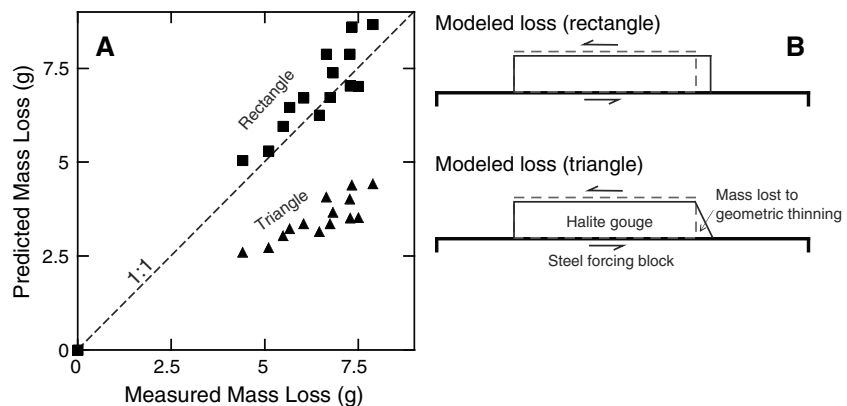 A
Rectangle
Triangle
1:1
Predicted Mass Loss (g)
7.5
5
2.5
0
0
2.5
5
7.5
Measured Mass Loss (g)
Modeled loss (rectangle)
B
Modeled loss (triangle)
Mass lost to
geometric thinning
Halite gouge
Steel forcing block